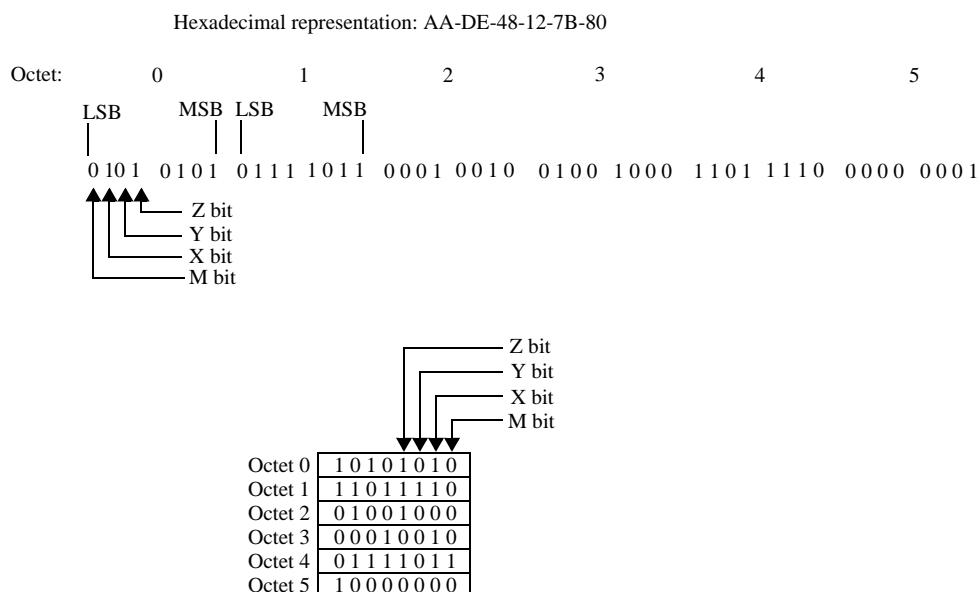 Hexadecimal representation: AA-DE-48-12-7B-80
Octet: 0 1 2 3 4 5
LSB MSB LSB MSB
0 1 0 1 0 1 0 1 0 1 1 1 1 0 1 1 0 0 0 1 0 0 1 0 0 1 0 0 1 0 0 0 1 1 0 1 1 1 1 0 0 0 0 0 0 0 0 1
Z bit
Y bit
X bit
M bit
Z bit
Y bit
X bit
M bit
Octet 0 1 0 1 0 1 0 1 0
Octet 1 1 1 0 1 1 1 1 0
Octet 2 0 1 0 0 1 0 0 0
Octet 3 0 0 0 1 0 0 1 0
Octet 4 0 1 1 1 1 0 1 1
Octet 5 1 0 0 0 0 0 0 0